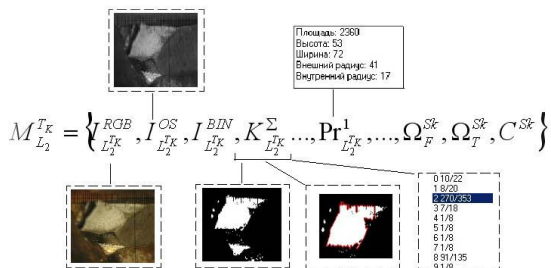 Площадь: 2360
Высота: 53
Ширина: 72
Внешний радиус: 41
Внутренний радиус: 17
M_{L_2}^{T_K} = {I_{L_2^{T_K}}^{RGB}, I_{L_2^{T_K}}^{OS}, I_{L_2^{T_K}}^{BIN}, K_{L_2^{T_K}}^{Σ} ..., Pr_{L_2^{T_K}}^{1}, ..., Ω_F^{Sk}, Ω_T^{Sk}, C^{Sk}}
0 10/22
1 8/20
2 270/353
3 7/18
4 1/8
5 1/8
6 1/8
7 1/8
8 91/135
9 1/8